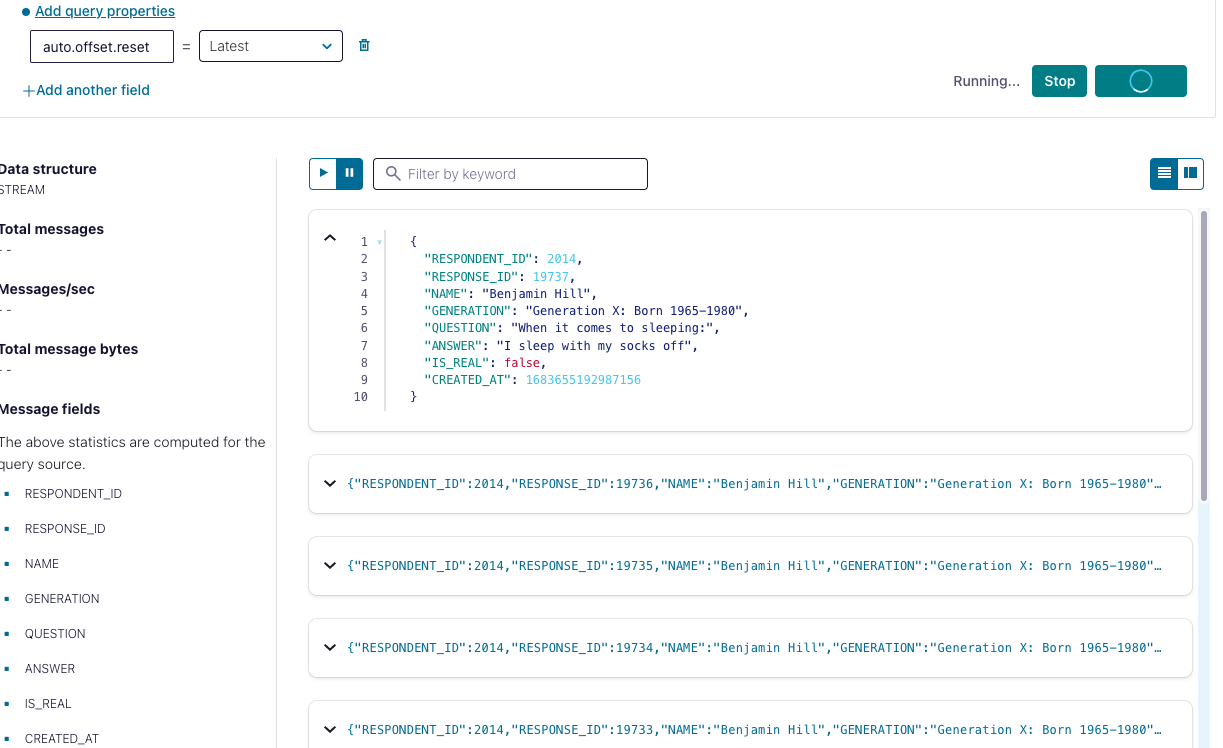 Add query properties
auto.offset.reset = Latest
+Add another field
Running... Stop
Data structure
STREAM
Total messages
- -
Messages/sec
- -
Total message bytes
- -
Message fields
The above statistics are computed for the
query source.
RESPONDENT_ID
RESPONSE_ID
NAME
GENERATION
QUESTION
ANSWER
IS_REAL
CREATED_AT
Filter by keyword
1 {
2 "RESPONDENT_ID": 2014,
3 "RESPONSE_ID": 19737,
4 "NAME": "Benjamin Hill",
5 "GENERATION": "Generation X: Born 1965-1980",
6 "QUESTION": "When it comes to sleeping:",
7 "ANSWER": "I sleep with my socks off",
8 "IS_REAL": false,
9 "CREATED_AT": 1683655192987156
10 }
{"RESPONDENT_ID":2014,"RESPONSE_ID":19736,"NAME":"Benjamin Hill","GENERATION":"Generation X: Born 1965-1980"…
{"RESPONDENT_ID":2014,"RESPONSE_ID":19735,"NAME":"Benjamin Hill","GENERATION":"Generation X: Born 1965-1980"…
{"RESPONDENT_ID":2014,"RESPONSE_ID":19734,"NAME":"Benjamin Hill","GENERATION":"Generation X: Born 1965-1980"…
{"RESPONDENT_ID":2014,"RESPONSE_ID":19733,"NAME":"Benjamin Hill","GENERATION":"Generation X: Born 1965-1980"…